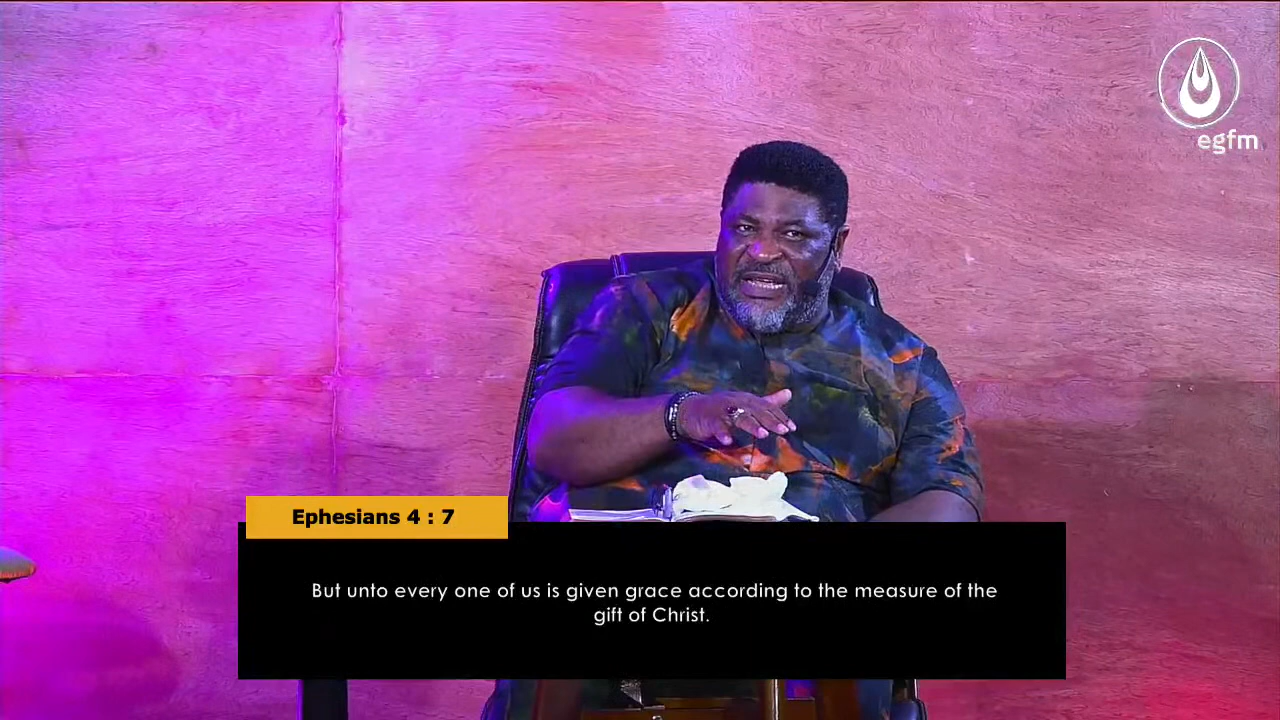 egfm
Ephesians 4 : 7
But unto every one of us is given grace according to the measure of the
gift of Christ.